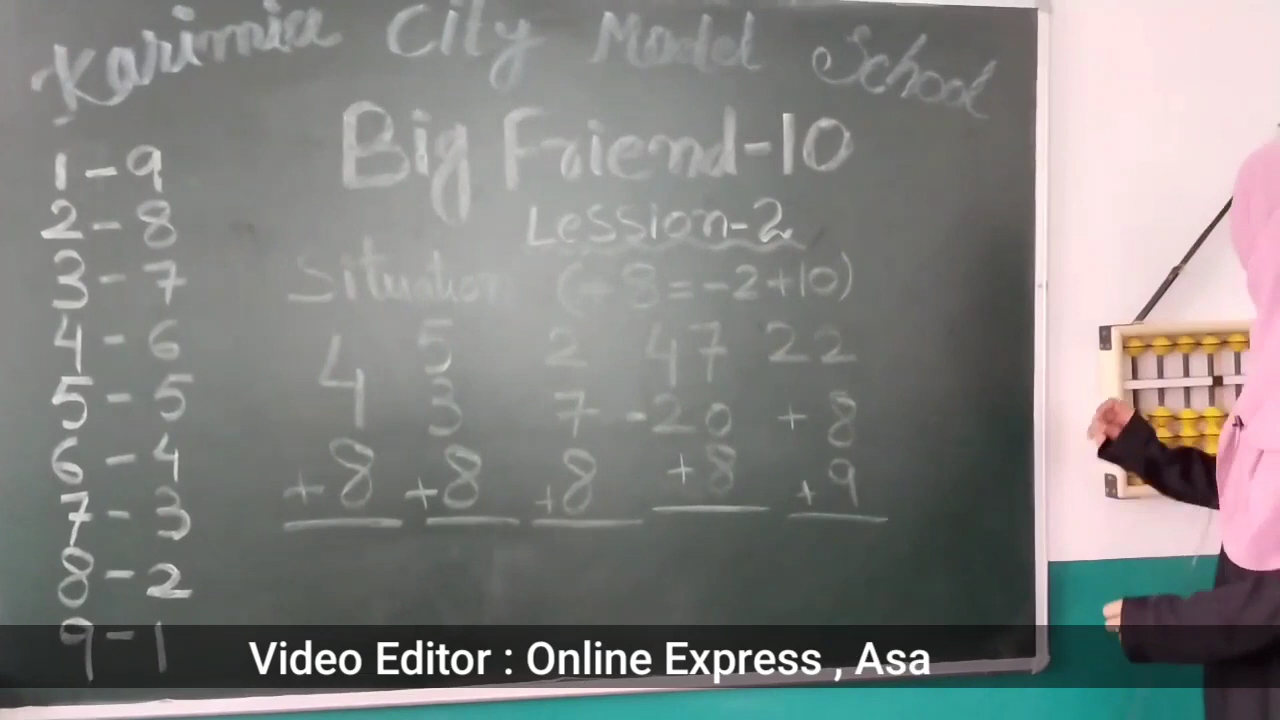 Karimia City Model School
Big Friend-10
Lession-2
Situation (+8=-2+10)
1-9
2-8
3-7
4-6
5-5
6-4
7-3
8-2
9-1
4 5 2 47 22
3 7 -20 +8
+8 +8 +8 +8 +9
Video Editor : Online Express , Asa